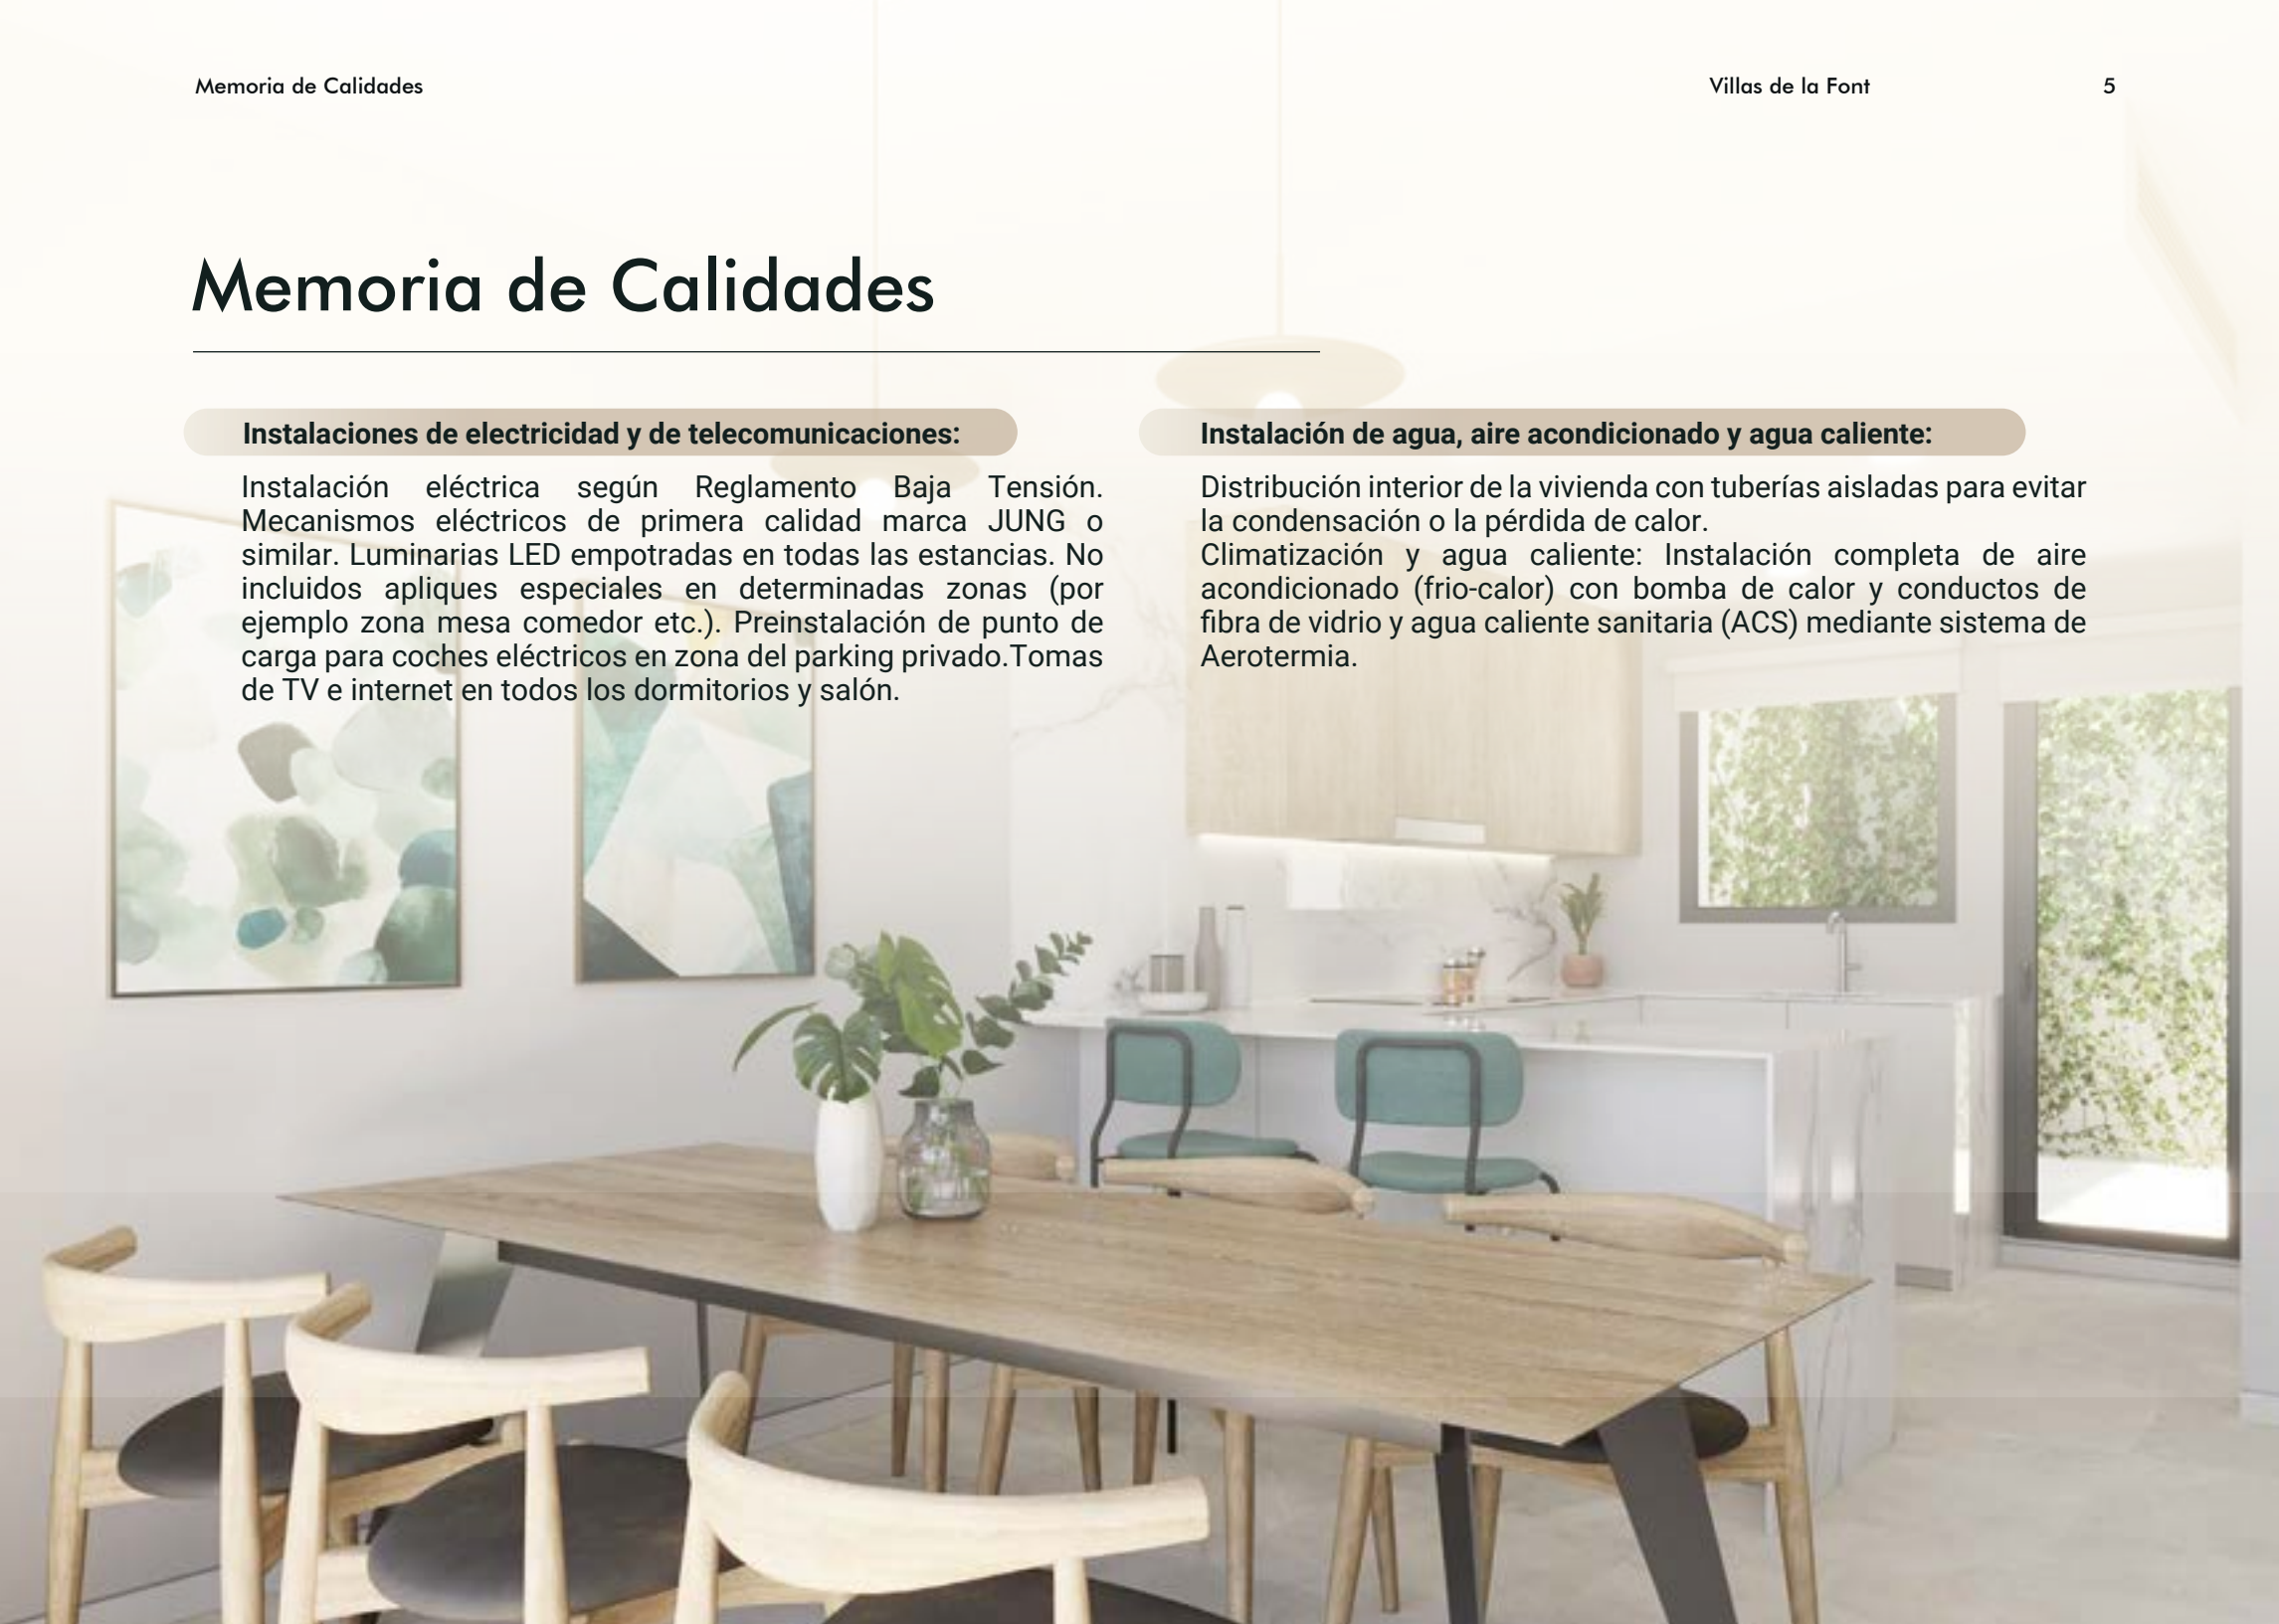 Memoria de Calidades
Villas de la Font
5
Memoria de Calidades
Instalaciones de electricidad y de telecomunicaciones:
Instalación eléctrica según Reglamento Baja Tensión.
Mecanismos eléctricos de primera calidad marca JUNG o
similar. Luminarias LED empotradas en todas las estancias. No
incluidos apliques especiales en determinadas zonas (por
ejemplo zona mesa comedor etc.). Preinstalación de punto de
carga para coches eléctricos en zona del parking privado.Tomas
de TV e internet en todos los dormitorios y salón.
Instalación de agua, aire acondicionado y agua caliente:
Distribución interior de la vivienda con tuberías aisladas para evitar
la condensación o la pérdida de calor.
Climatización y agua caliente: Instalación completa de aire
acondicionado (frio-calor) con bomba de calor y conductos de
fibra de vidrio y agua caliente sanitaria (ACS) mediante sistema de
Aerotermia.